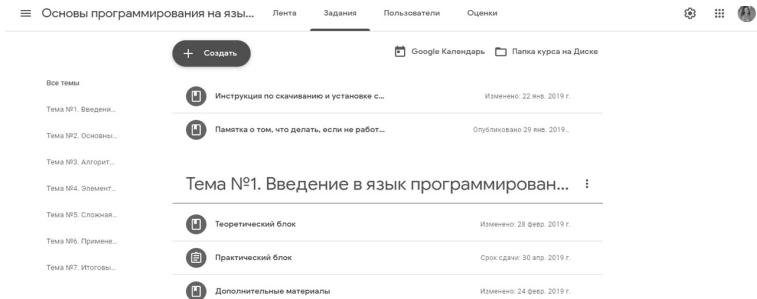 Основы программирования на язы... Лента Задания Пользователи Оценки
Создать
Google Календарь Папка курса на Диске
Все темы
Тема №1. Введени...
Тема №2. Основны...
Тема №3. Алгорит...
Тема №4. Элемент...
Тема №5. Сложная...
Тема №6. Примене...
Тема №7. Итоговы...
Инструкция по скачиванию и установке с... Изменено: 22 янв. 2019 г.
Памятка о том, что делать, если не работ... Опубликовано 29 янв. 2019...
Тема №1. Введение в язык программирован...
Теоретический блок Изменено: 28 февр. 2019 г.
Практический блок Срок сдачи: 30 апр. 2019 г.
Дополнительные материалы Изменено: 24 февр. 2019 г.